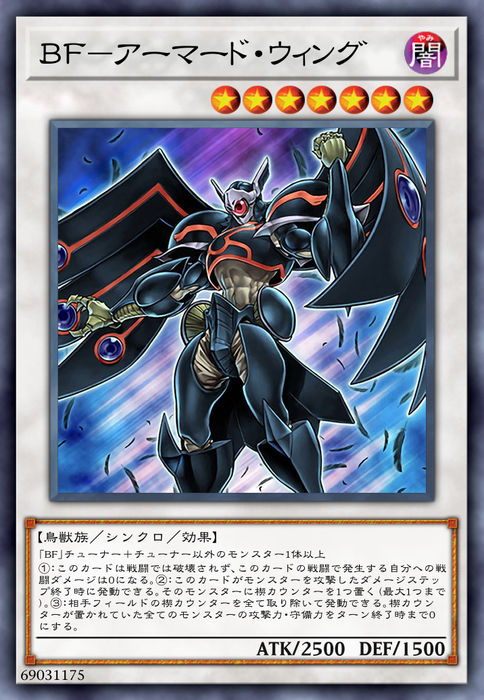 BF－アーマード・ウィング
やみ
闇
【鳥獣族／シンクロ／効果】
「BF」チューナー＋チューナー以外のモンスター1体以上
①：このカードは戦闘では破壊されず、このカードの戦闘で発生する自分への戦
闘ダメージは0になる。②：このカードがモンスターを攻撃したダメージステッ
プ終了時に発動できる。そのモンスターに楔カウンターを1つ置く(最大1つまで
)。③：相手フィールドの楔カウンターを全て取り除いて発動できる。楔カウン
ターが置かれていた全てのモンスターの攻撃力・守備力をターン終了時まで0
にする。
ATK/2500 DEF/1500
69031175